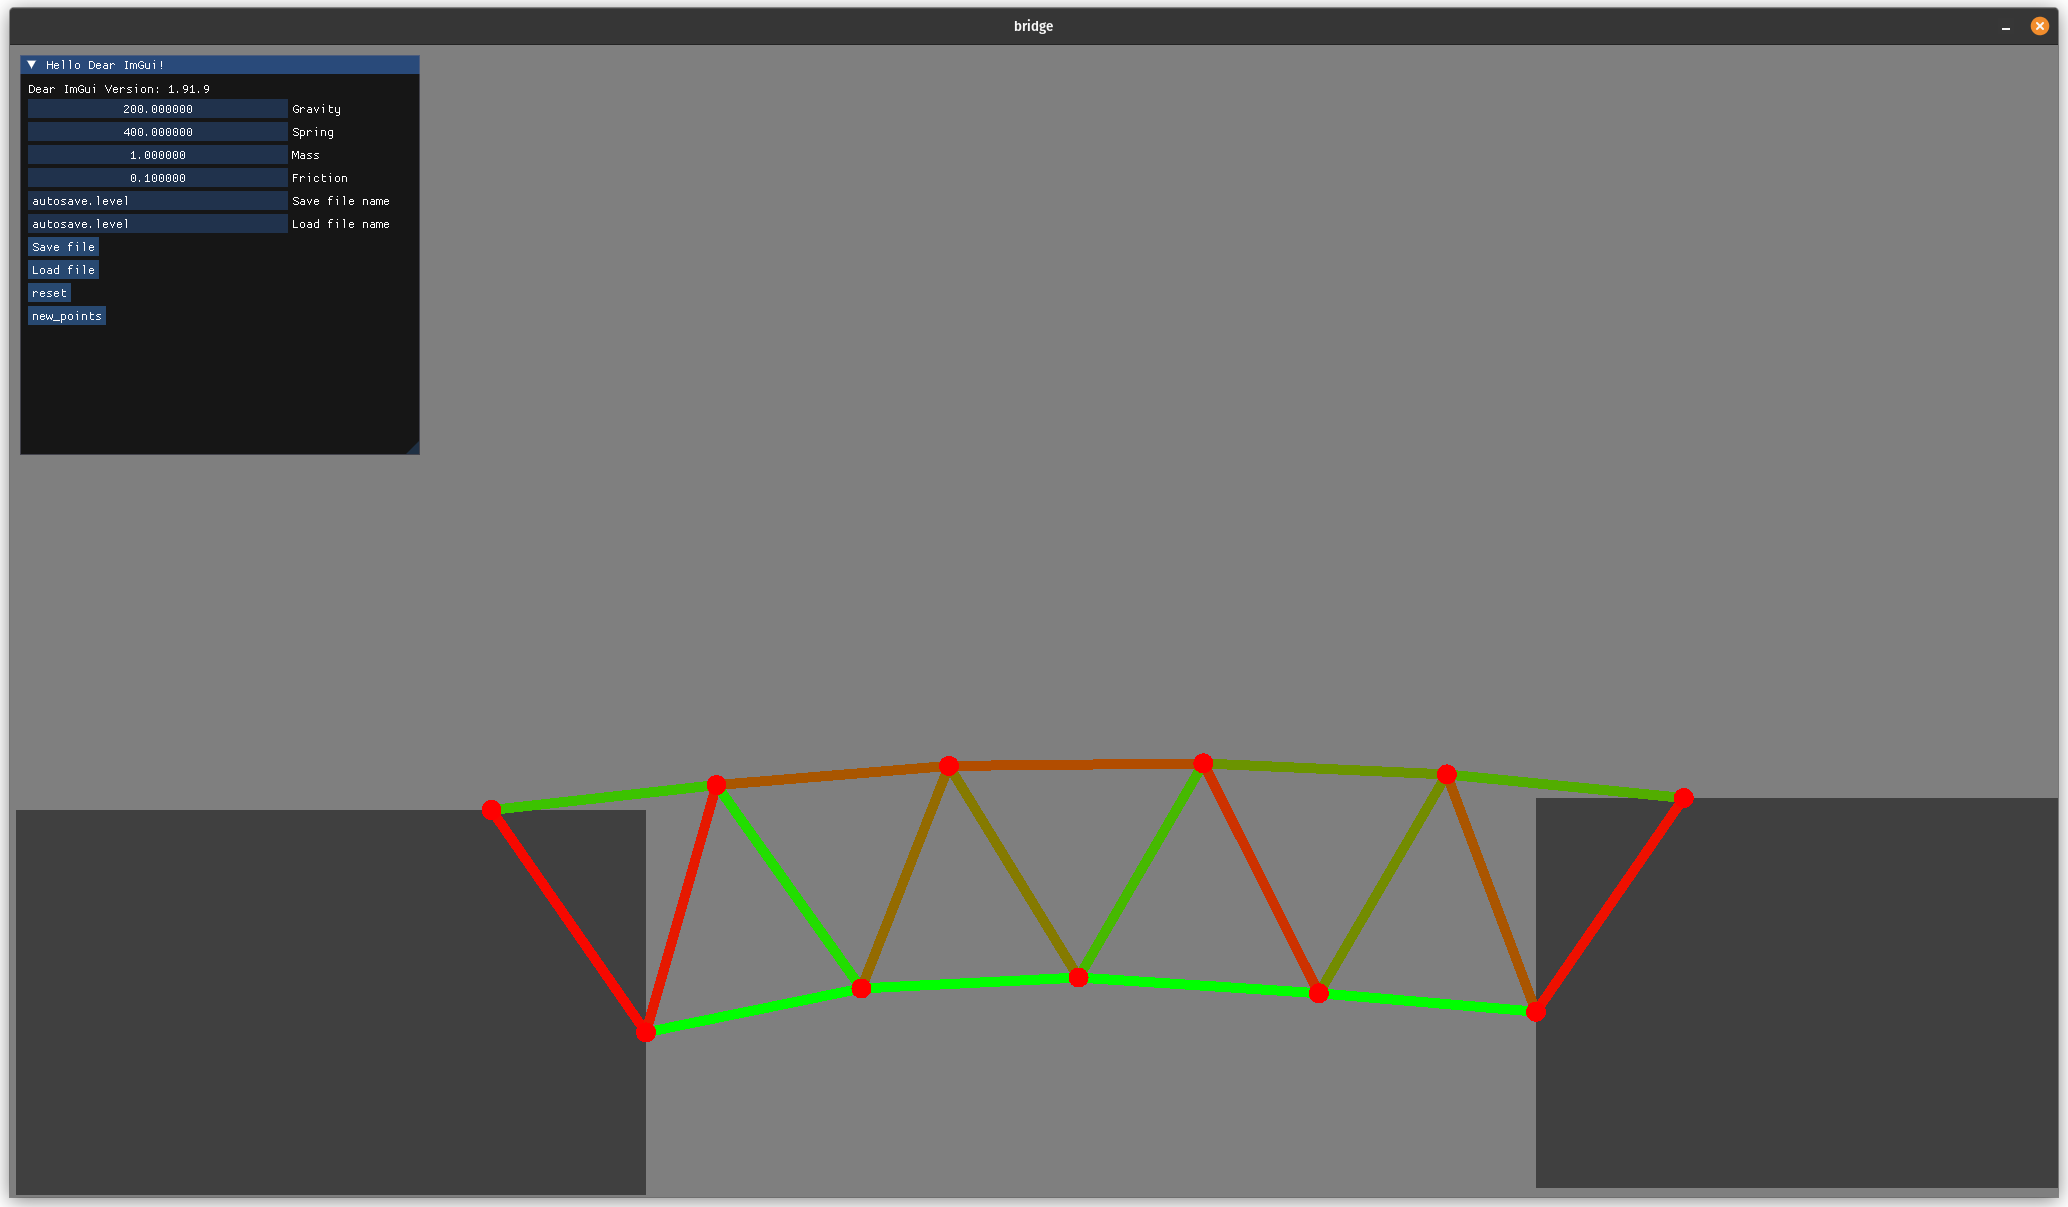 bridge
Hello Dear ImGui!
Dear ImGui Version: 1.91.9
200.000000 Gravity
400.000000 Spring
1.000000 Mass
0.100000 Friction
autosave.level Save file name
autosave.level Load file name
Save file
Load file
reset
new_points